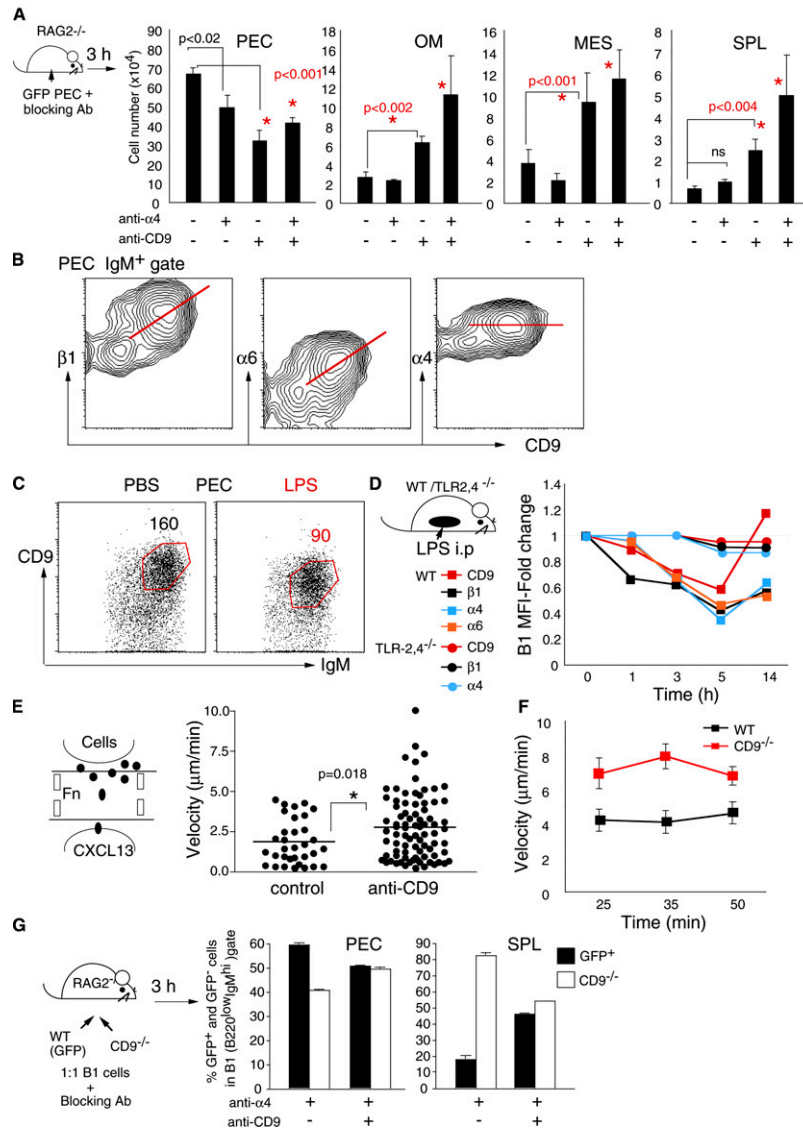 A
RAG2-/-
3 h
GFP PEC +
blocking Ab
Cell number (x10⁴)
100
90
80
70
60
50
40
30
20
10
0
PEC
p<0.02
p<0.001
*
*
18
16
14
12
10
8
6
4
2
0
OM
p<0.002
*
*
16
14
12
10
8
6
4
2
0
MES
p<0.001
*
*
8
7
6
5
4
3
2
1
0
SPL
p<0.004
ns
*
*
anti-α4 - + - + - + - + - + - + - + - +
anti-CD9 - - + + - - + + - - + + - - + +
B
PEC IgM⁺ gate
β1
α6
α4
CD9
C
PBS PEC LPS
160
90
CD9
IgM
D
WT /TLR2,4 -/-
LPS i.p
WT CD9
β1
α4
α6
TLR-2,4-/- CD9
β1
α4
B1 MFI-Fold change
1.4
1.2
1
0.8
0.6
0.4
0.2
0
0 1 3 5 14
Time (h)
E
Cells
Fn
CXCL13
Velocity (µm/min)
10.0
7.5
5.0
2.5
0.0
p=0.018
*
control anti-CD9
F
Velocity (µm/min)
10
8
6
4
2
0
WT
CD9-/-
25 35 50
Time (min)
G
RAG2-/-
3 h
WT
(GFP)
CD9-/-
1:1 B1 cells
+
Blocking Ab
% GFP⁺ and GFP⁻ cells
in B1 (B220lowIgMhi )gate
60
50
40
30
20
10
0
PEC
90
80
70
60
50
40
30
20
10
0
SPL
GFP⁺
CD9-/-
anti-α4 + + + +
anti-CD9 - + - +